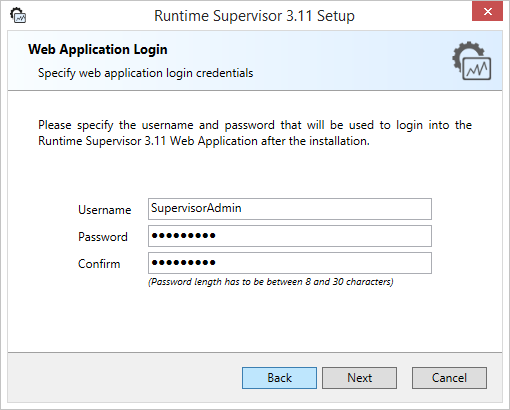 Runtime Supervisor 3.11 Setup
Web Application Login
Specify web application login credentials
Please specify the username and password that will be used to login into the
Runtime Supervisor 3.11 Web Application after the installation.
Username SupervisorAdmin
Password ●●●●●●●●●
Confirm ●●●●●●●●●
(Password length has to be between 8 and 30 characters)
Back Next Cancel